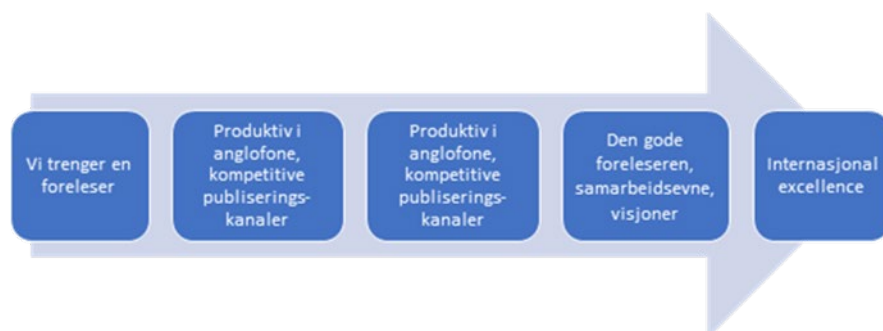 Vi trenger en
foreleser
Produktiv i
anglofone,
kompetitive
publiserings-
kanaler
Produktiv i
anglofone,
kompetitive
publiserings-
kanaler
Den gode
foreleseren,
samarbeidsevne,
visjoner
Internasjonal
excellence